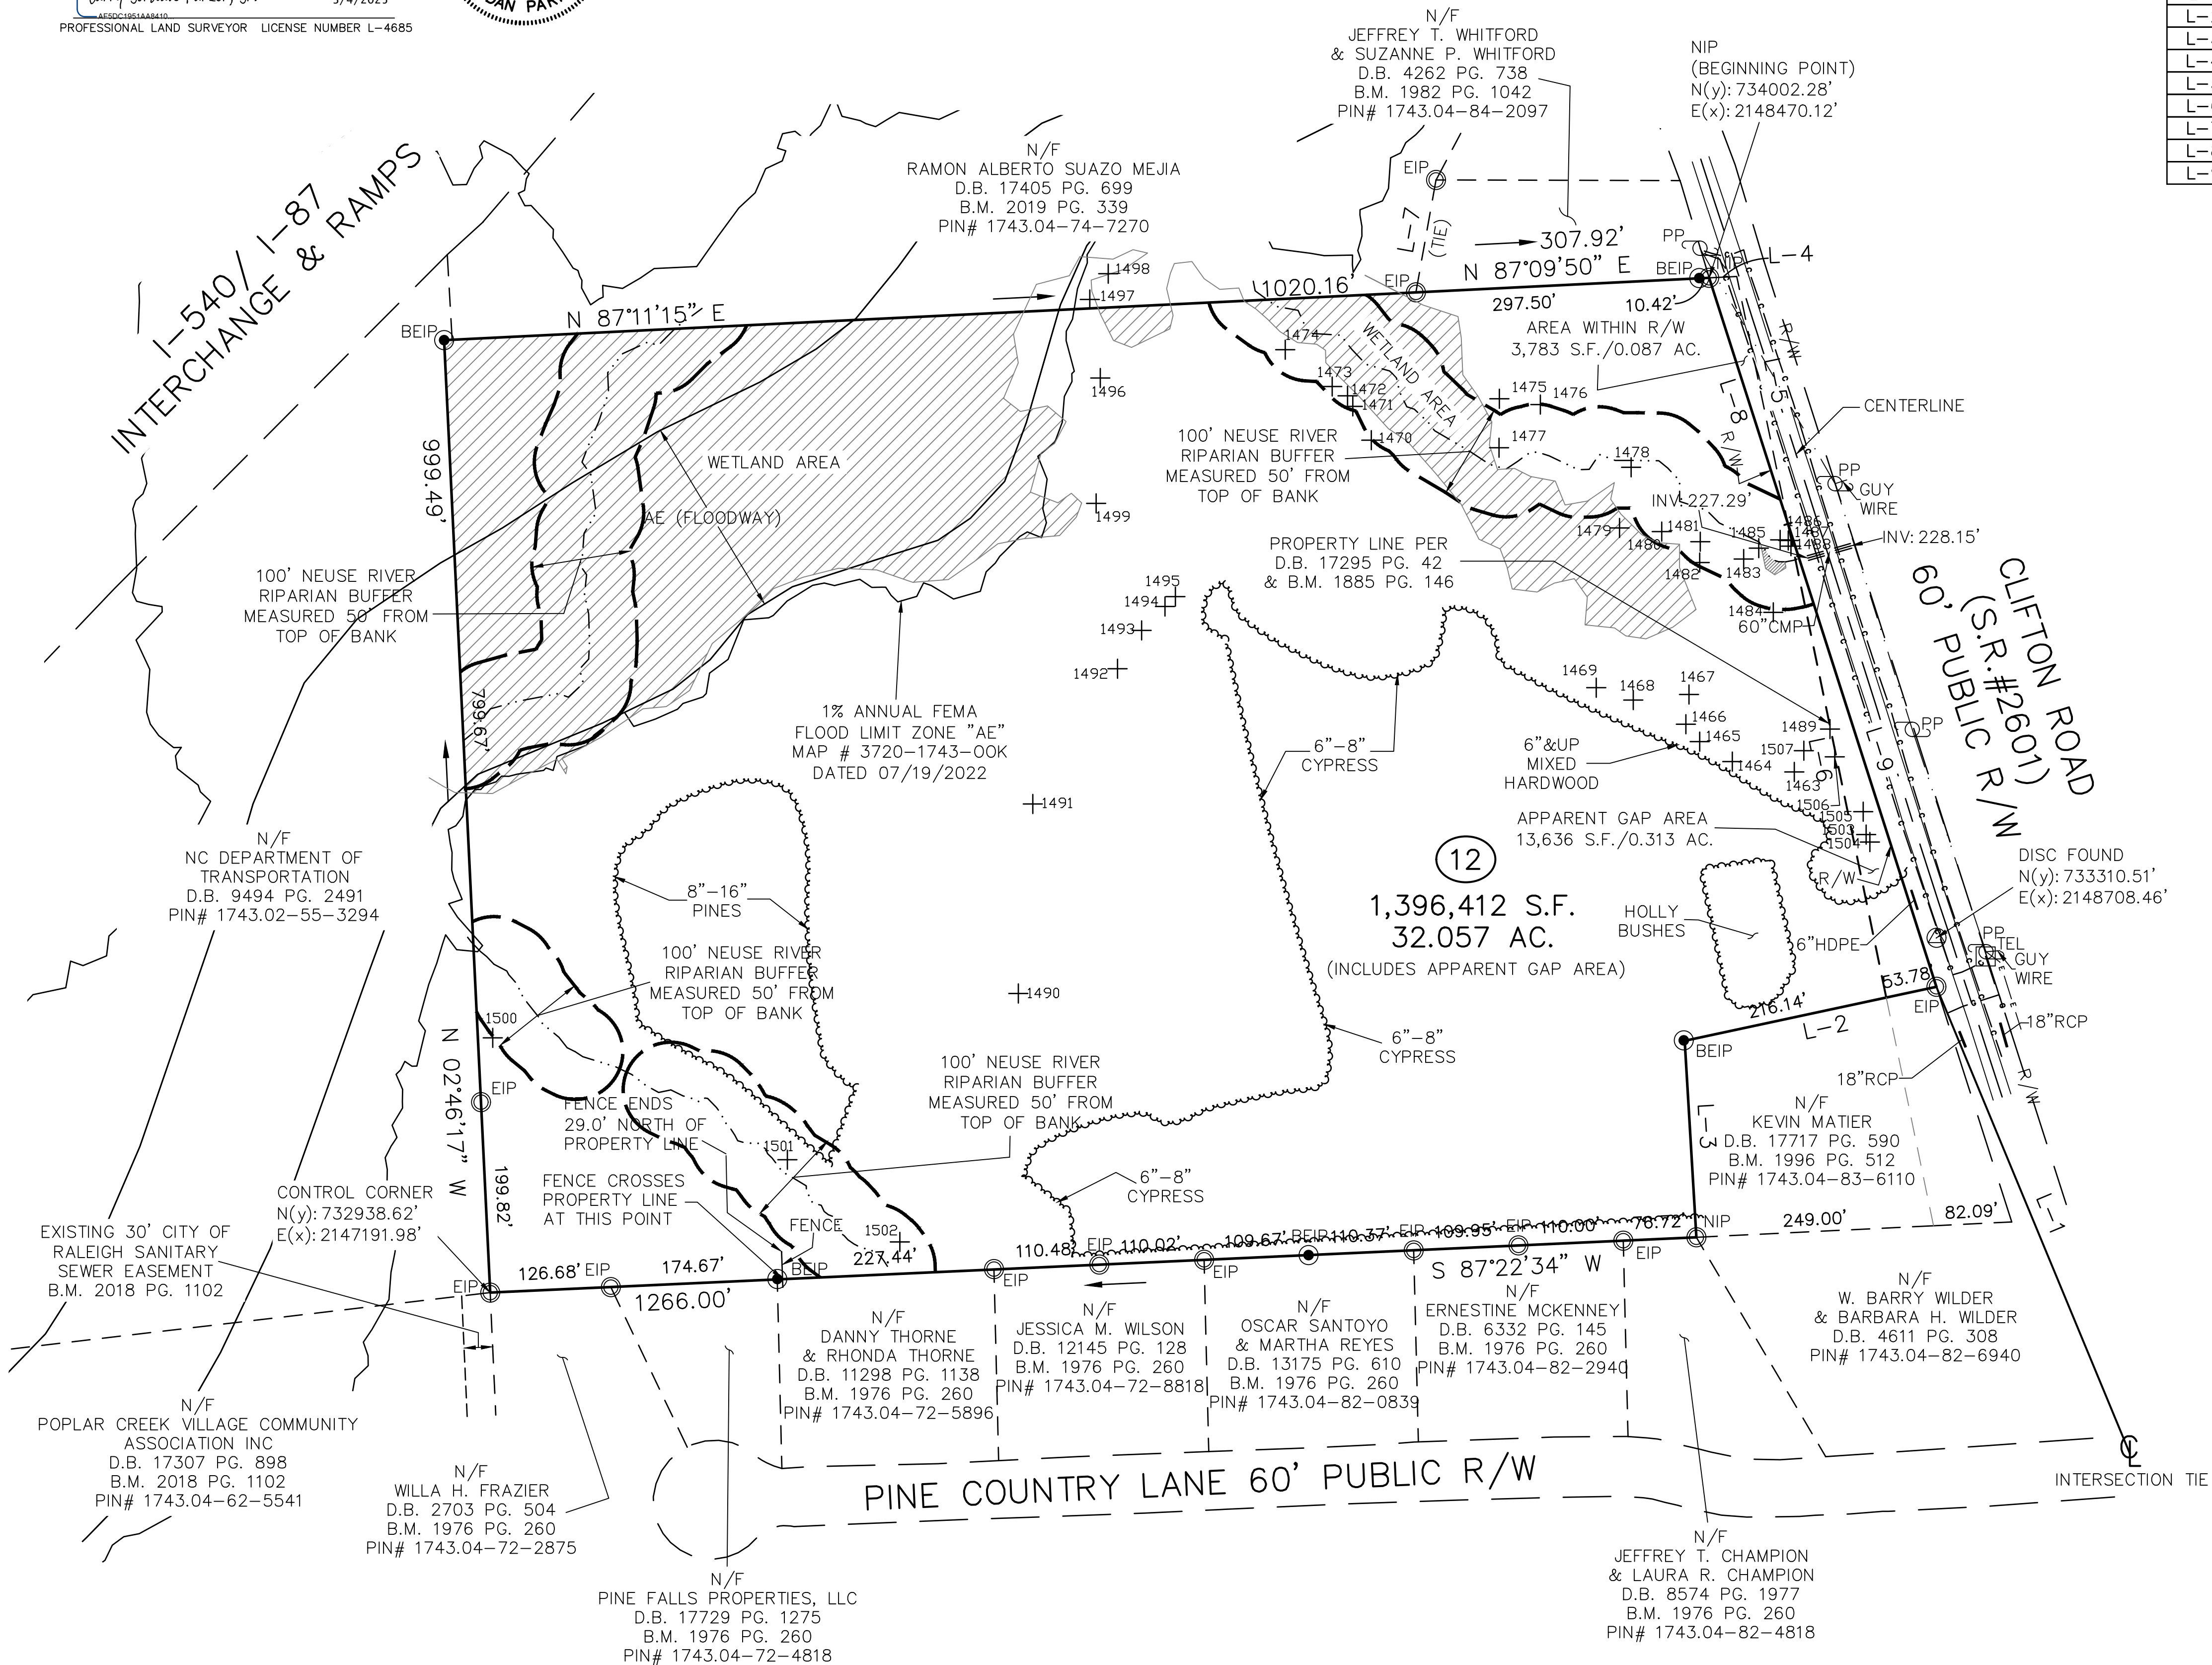 3/4/2025
AE5DC1951AA8410...
PROFESSIONAL LAND SURVEYOR LICENSE NUMBER L-4685
N/F
JEFFREY T. WHITFORD
& SUZANNE P. WHITFORD
D.B. 4262 PG. 738
B.M. 1982 PG. 1042
PIN# 1743.04-84-2097
NIP
(BEGINNING POINT)
N(y): 734002.28'
E(x): 2148470.12'
I-540/ I-87
INTERCHANGE & RAMPS
N/F
RAMON ALBERTO SUAZO MEJIA
D.B. 17405 PG. 699
B.M. 2019 PG. 339
PIN# 1743.04-74-7270
EIP
L-7
(TIE)
307.92'
N 87°09'50" E
PP
BEIP
NIP
L-4
1498
1497
1020.16'
EIP
297.50'
10.42'
N 87°11'15" E
BEIP
AREA WITHIN R/W
3,783 S.F./0.087 AC.
R/W
1474
WETLAND AREA
1473
1472
1471
1470
1475
1476
1477
1478
1496
L-8
L-5
R/W
CENTERLINE
999.49'
WETLAND AREA
AE (FLOODWAY)
1499
100' NEUSE RIVER
RIPARIAN BUFFER
MEASURED 50' FROM
TOP OF BANK
PP
GUY
WIRE
INV: 227.29'
INV: 228.15'
1479
1480
1481
1482
1483
1484
1485
1486
1487
1488
60"CMP
PROPERTY LINE PER
D.B. 17295 PG. 42
& B.M. 1885 PG. 146
100' NEUSE RIVER
RIPARIAN BUFFER
MEASURED 50' FROM
TOP OF BANK
1495
1494
1493
1492
CLIFTON ROAD
(S.R.#2601)
60' PUBLIC R/W
799.67'
1469
1468
1467
1466
1465
1464
1463
1489
1507
1506
1505
1503
1504
L-6
L-9
PP
1% ANNUAL FEMA
FLOOD LIMIT ZONE "AE"
MAP # 3720-1743-00K
DATED 07/19/2022
6"-8"
CYPRESS
6"&UP
MIXED
HARDWOOD
1491
APPARENT GAP AREA
13,636 S.F./0.313 AC.
R/W
12
1,396,412 S.F.
32.057 AC.
(INCLUDES APPARENT GAP AREA)
N/F
NC DEPARTMENT OF
TRANSPORTATION
D.B. 9494 PG. 2491
PIN# 1743.02-55-3294
8"-16"
PINES
HOLLY
BUSHES
6"HDPE
DISC FOUND
N(y): 733310.51'
E(x): 2148708.46'
PP
TEL
GUY
WIRE
100' NEUSE RIVER
RIPARIAN BUFFER
MEASURED 50' FROM
TOP OF BANK
1490
1500
53.78'
216.14'
L-2
EIP
18"RCP
BEIP
N 02°46'17" W
EIP
6"-8"
CYPRESS
100' NEUSE RIVER
RIPARIAN BUFFER
MEASURED 50' FROM
TOP OF BANK
18"RCP
R/W
FENCE ENDS
29.0' NORTH OF
PROPERTY LINE
1501
L-3
N/F
KEVIN MATIER
D.B. 17717 PG. 590
B.M. 1996 PG. 512
PIN# 1743.04-83-6110
199.82'
CONTROL CORNER
N(y): 732938.62'
E(x): 2147191.98'
FENCE CROSSES
PROPERTY LINE
AT THIS POINT
FENCE
1502
6"-8"
CYPRESS
L-1
EXISTING 30' CITY OF
RALEIGH SANITARY
SEWER EASEMENT
B.M. 2018 PG. 1102
EIP
126.68'
EIP
174.67'
BEIP
227.44'
EIP
110.48'
EIP
110.02'
EIP
109.67'
BEIP
110.37'
EIP
109.95'
EIP
110.00'
EIP
78.72'
NIP
249.00'
82.09'
1266.00'
S 87°22'34" W
N/F
DANNY THORNE
& RHONDA THORNE
D.B. 11298 PG. 1138
B.M. 1976 PG. 260
PIN# 1743.04-72-5896
N/F
JESSICA M. WILSON
D.B. 12145 PG. 128
B.M. 1976 PG. 260
PIN# 1743.04-72-8818
N/F
OSCAR SANTOYO
& MARTHA REYES
D.B. 13175 PG. 610
B.M. 1976 PG. 260
PIN# 1743.04-82-0839
N/F
ERNESTINE MCKENNEY
D.B. 6332 PG. 145
B.M. 1976 PG. 260
PIN# 1743.04-82-2940
N/F
W. BARRY WILDER
& BARBARA H. WILDER
D.B. 4611 PG. 308
PIN# 1743.04-82-6940
N/F
POPLAR CREEK VILLAGE COMMUNITY
ASSOCIATION INC
D.B. 17307 PG. 898
B.M. 2018 PG. 1102
PIN# 1743.04-62-5541
N/F
WILLA H. FRAZIER
D.B. 2703 PG. 504
B.M. 1976 PG. 260
PIN# 1743.04-72-2875
PINE COUNTRY LANE 60' PUBLIC R/W
INTERSECTION TIE
N/F
PINE FALLS PROPERTIES, LLC
D.B. 17729 PG. 1275
B.M. 1976 PG. 260
PIN# 1743.04-72-4818
N/F
JEFFREY T. CHAMPION
& LAURA R. CHAMPION
D.B. 8574 PG. 1977
B.M. 1976 PG. 260
PIN# 1743.04-82-4818